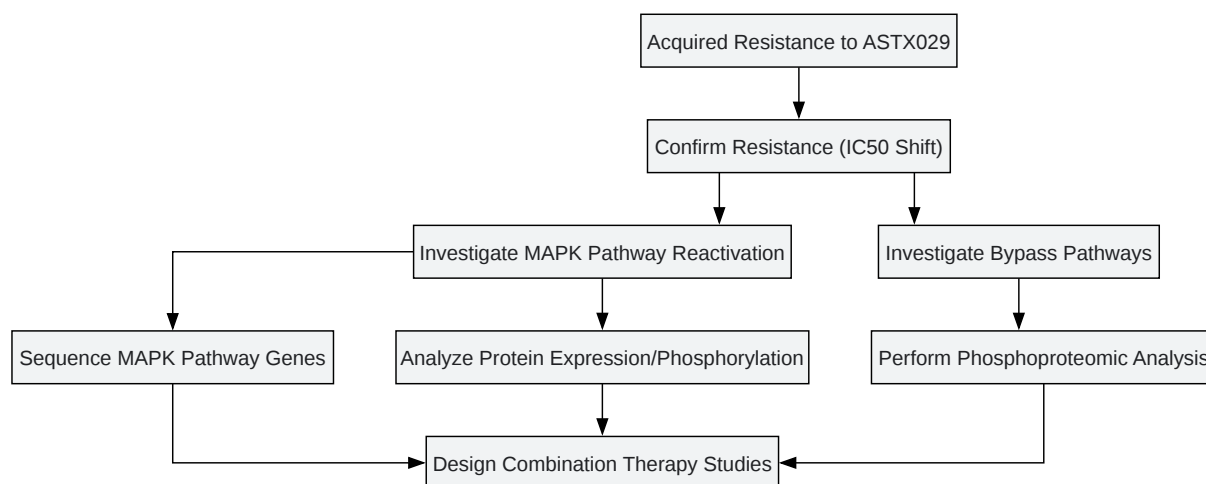 Acquired Resistance to ASTX029
Confirm Resistance (IC50 Shift)
Investigate MAPK Pathway Reactivation
Investigate Bypass Pathways
Sequence MAPK Pathway Genes
Analyze Protein Expression/Phosphorylation
Perform Phosphoproteomic Analysis
Design Combination Therapy Studies